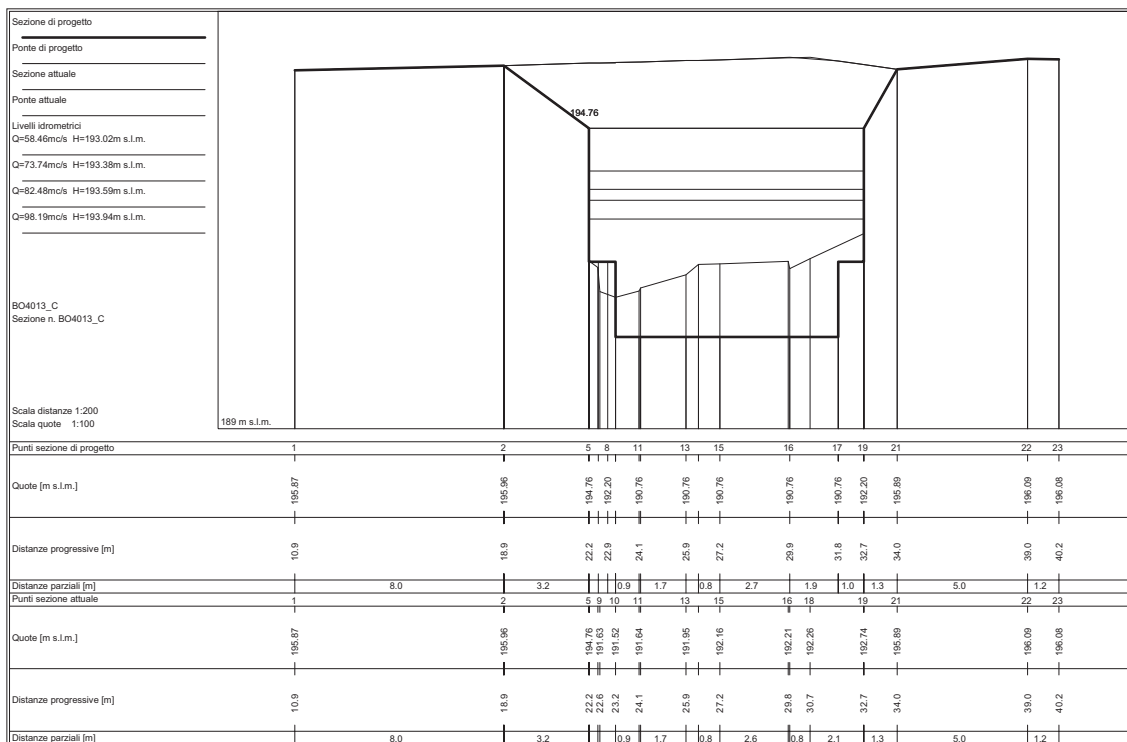 Sezione di progetto
Ponte di progetto
Sezione attuale
Ponte attuale
Livelli idrometrici
Q=58.46mc/s H=193.02m s.l.m.
Q=73.74mc/s H=193.38m s.l.m.
Q=82.48mc/s H=193.59m s.l.m.
Q=98.19mc/s H=193.94m s.l.m.
194.76
BO4013_C
Sezione n. BO4013_C
Scala distanze 1:200
Scala quote 1:100
189 m s.l.m.
Punti sezione di progetto 1 2 5 8 11 13 15 16 17 19 21 22 23
Quote [m s.l.m.] 195.87 195.96 194.76 192.20 190.76 190.76 190.76 190.76 190.76 192.20 195.89 196.09 196.08
Distanze progressive [m] 10.9 18.9 22.2 22.9 24.1 25.9 27.2 29.9 31.8 32.7 34.0 39.0 40.2
Distanze parziali [m] 8.0 3.2 0.9 1.7 0.8 2.7 1.9 1.0 1.3 5.0 1.2
Punti sezione attuale 1 2 5 9 10 11 13 15 16 18 19 21 22 23
Quote [m s.l.m.] 195.87 195.96 194.76 191.63 191.52 191.64 191.95 192.16 192.21 192.26 192.74 195.89 196.09 196.08
Distanze progressive [m] 10.9 18.9 22.2 22.6 23.2 24.1 25.9 27.2 29.8 30.7 32.7 34.0 39.0 40.2
Distanze parziali [m] 8.0 3.2 0.9 1.7 0.8 2.6 0.8 2.1 1.3 5.0 1.2